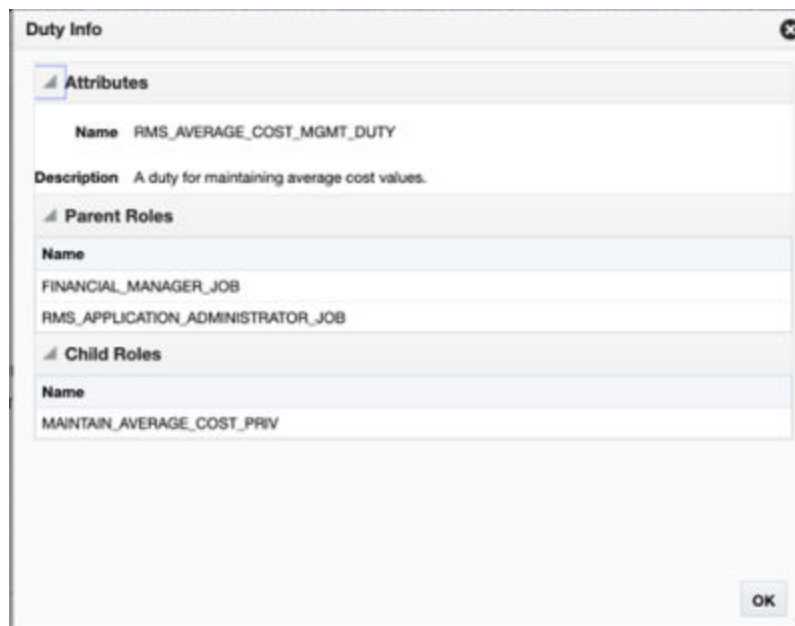 Duty Info
Attributes
Name RMS_AVERAGE_COST_MGMT_DUTY
Description A duty for maintaining average cost values.
Parent Roles
Name
FINANCIAL_MANAGER_JOB
RMS_APPLICATION_ADMINISTRATOR_JOB
Child Roles
Name
MAINTAIN_AVERAGE_COST_PRIV
OK